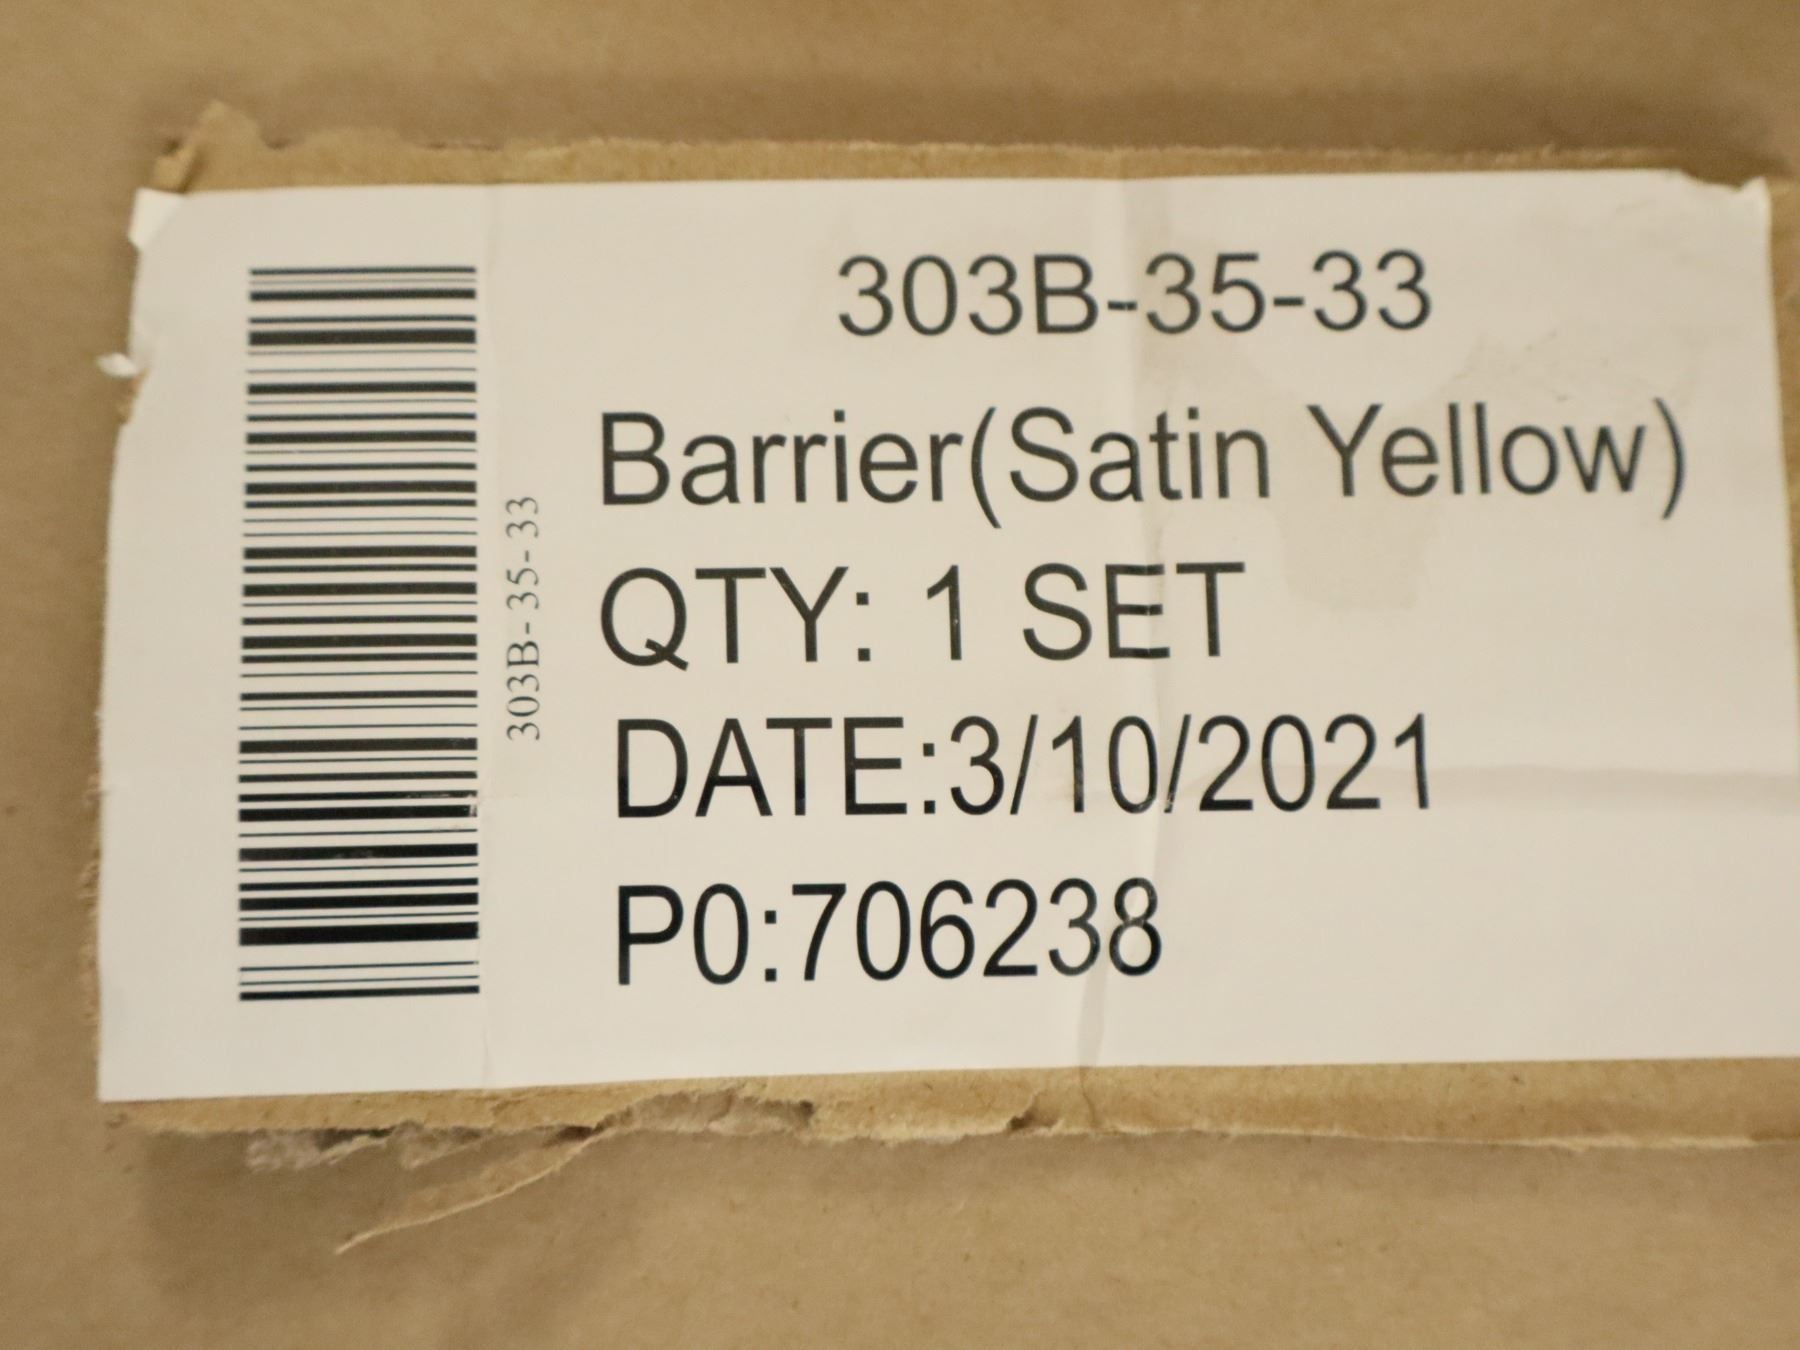 303B-35-33
303B-35-33
Barrier(Satin Yellow)
QTY: 1 SET
DATE:3/10/2021
P0:706238